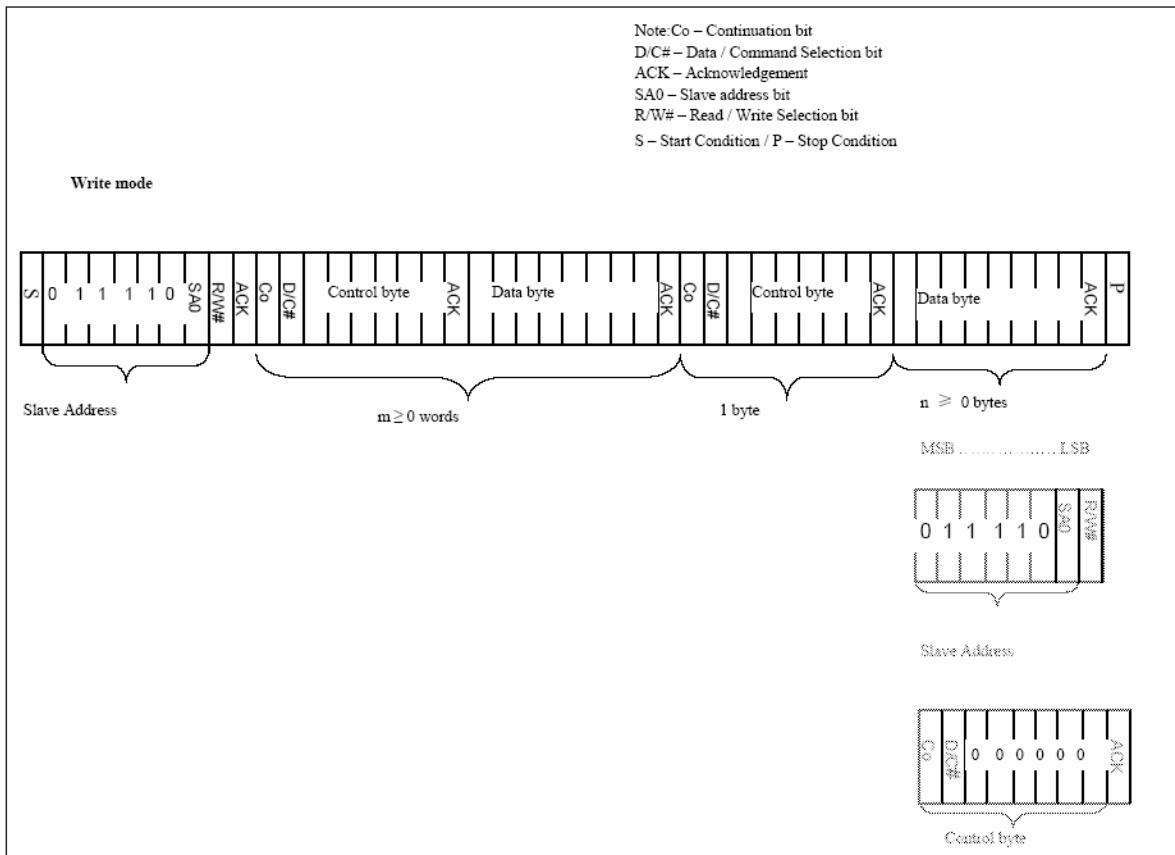 Note:Co – Continuation bit
D/C# – Data / Command Selection bit
ACK – Acknowledgement
SA0 – Slave address bit
R/W# – Read / Write Selection bit
S – Start Condition / P – Stop Condition
Write mode
S 0 1 1 1 1 0 SA0 R/W# ACK Co D/C# Control byte ACK Data byte ACK Co D/C# Control byte ACK Data byte ACK P
Slave Address
m ≥ 0 words
1 byte
n ≥ 0 bytes
MSB ………………LSB
0 1 1 1 1 0 SA0 R/W#
Slave Address
Co D/C# 0 0 0 0 0 0 ACK
Control byte